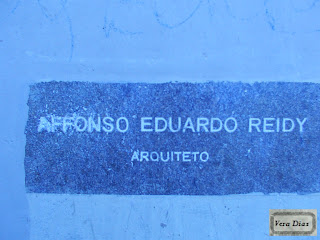 AFFONSO EDUARDO REIDY
ARQUITETO
Vera Dias